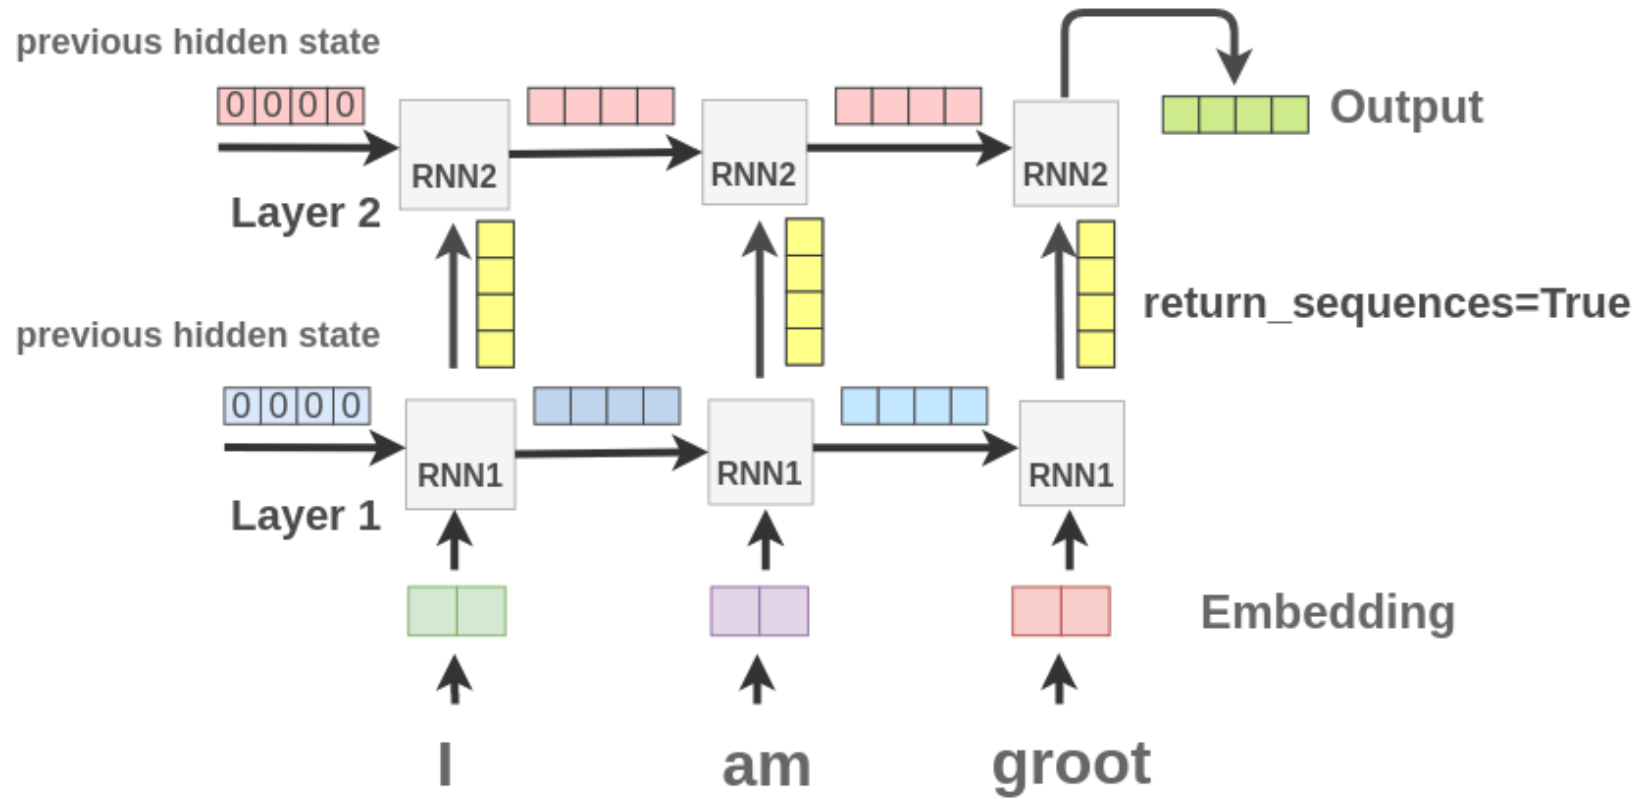 previous hidden state
0 0 0 0
Output
RNN2 RNN2 RNN2
Layer 2
return_sequences=True
previous hidden state
0 0 0 0
RNN1 RNN1 RNN1
Layer 1
Embedding
I am groot